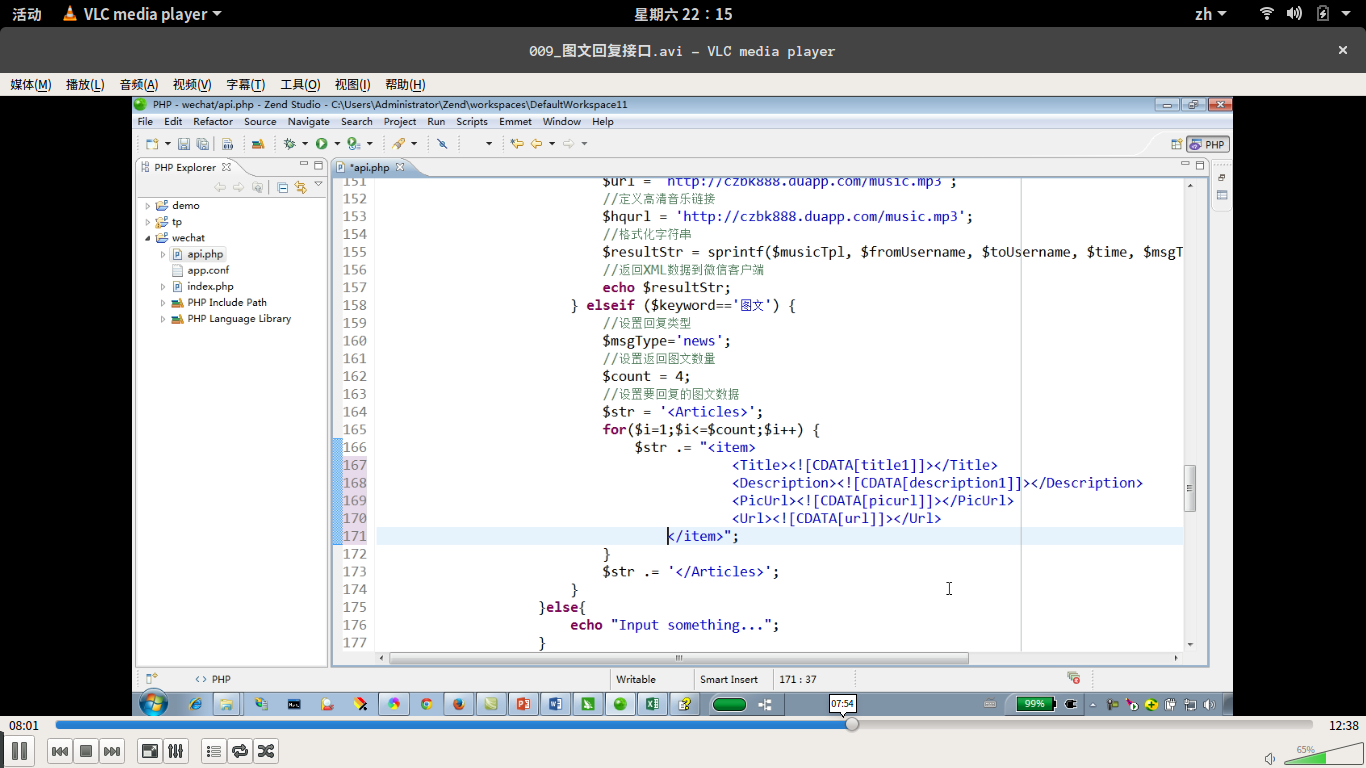 活动 VLC media player 星期六 22：15 zh
009_图文回复接口.avi - VLC media player
媒体(M) 播放(L) 音频(A) 视频(V) 字幕(T) 工具(O) 视图(I) 帮助(H)
PHP - wechat/api.php - Zend Studio - C:\Users\Administrator\Zend\workspaces\DefaultWorkspace11
File Edit Refactor Source Navigate Search Project Run Scripts Emmet Window Help
PHP
PHP Explorer
*api.php
demo
tp
wechat
api.php
app.conf
index.php
PHP Include Path
PHP Language Library
151 $url = 'http://czbk888.duapp.com/music.mp3';
152 //定义高清音乐链接
153 $hqurl = 'http://czbk888.duapp.com/music.mp3';
154 //格式化字符串
155 $resultStr = sprintf($musicTpl, $fromUsername, $toUsername, $time, $msgT
156 //返回XML数据到微信客户端
157 echo $resultStr;
158 } elseif ($keyword=='图文') {
159 //设置回复类型
160 $msgType='news';
161 //设置返回图文数量
162 $count = 4;
163 //设置要回复的图文数据
164 $str = '<Articles>';
165 for($i=1;$i<=$count;$i++) {
166 $str .= "<item>
167 <Title><![CDATA[title1]]></Title>
168 <Description><![CDATA[description1]]></Description>
169 <PicUrl><![CDATA[picurl]]></PicUrl>
170 <Url><![CDATA[url]]></Url>
171 </item>";
172 }
173 $str .= '</Articles>';
174 }
175 }else{
176 echo "Input something...";
177 }
<> PHP Writable Smart Insert 171 : 37
99%
07:54
08:01 12:38
65%